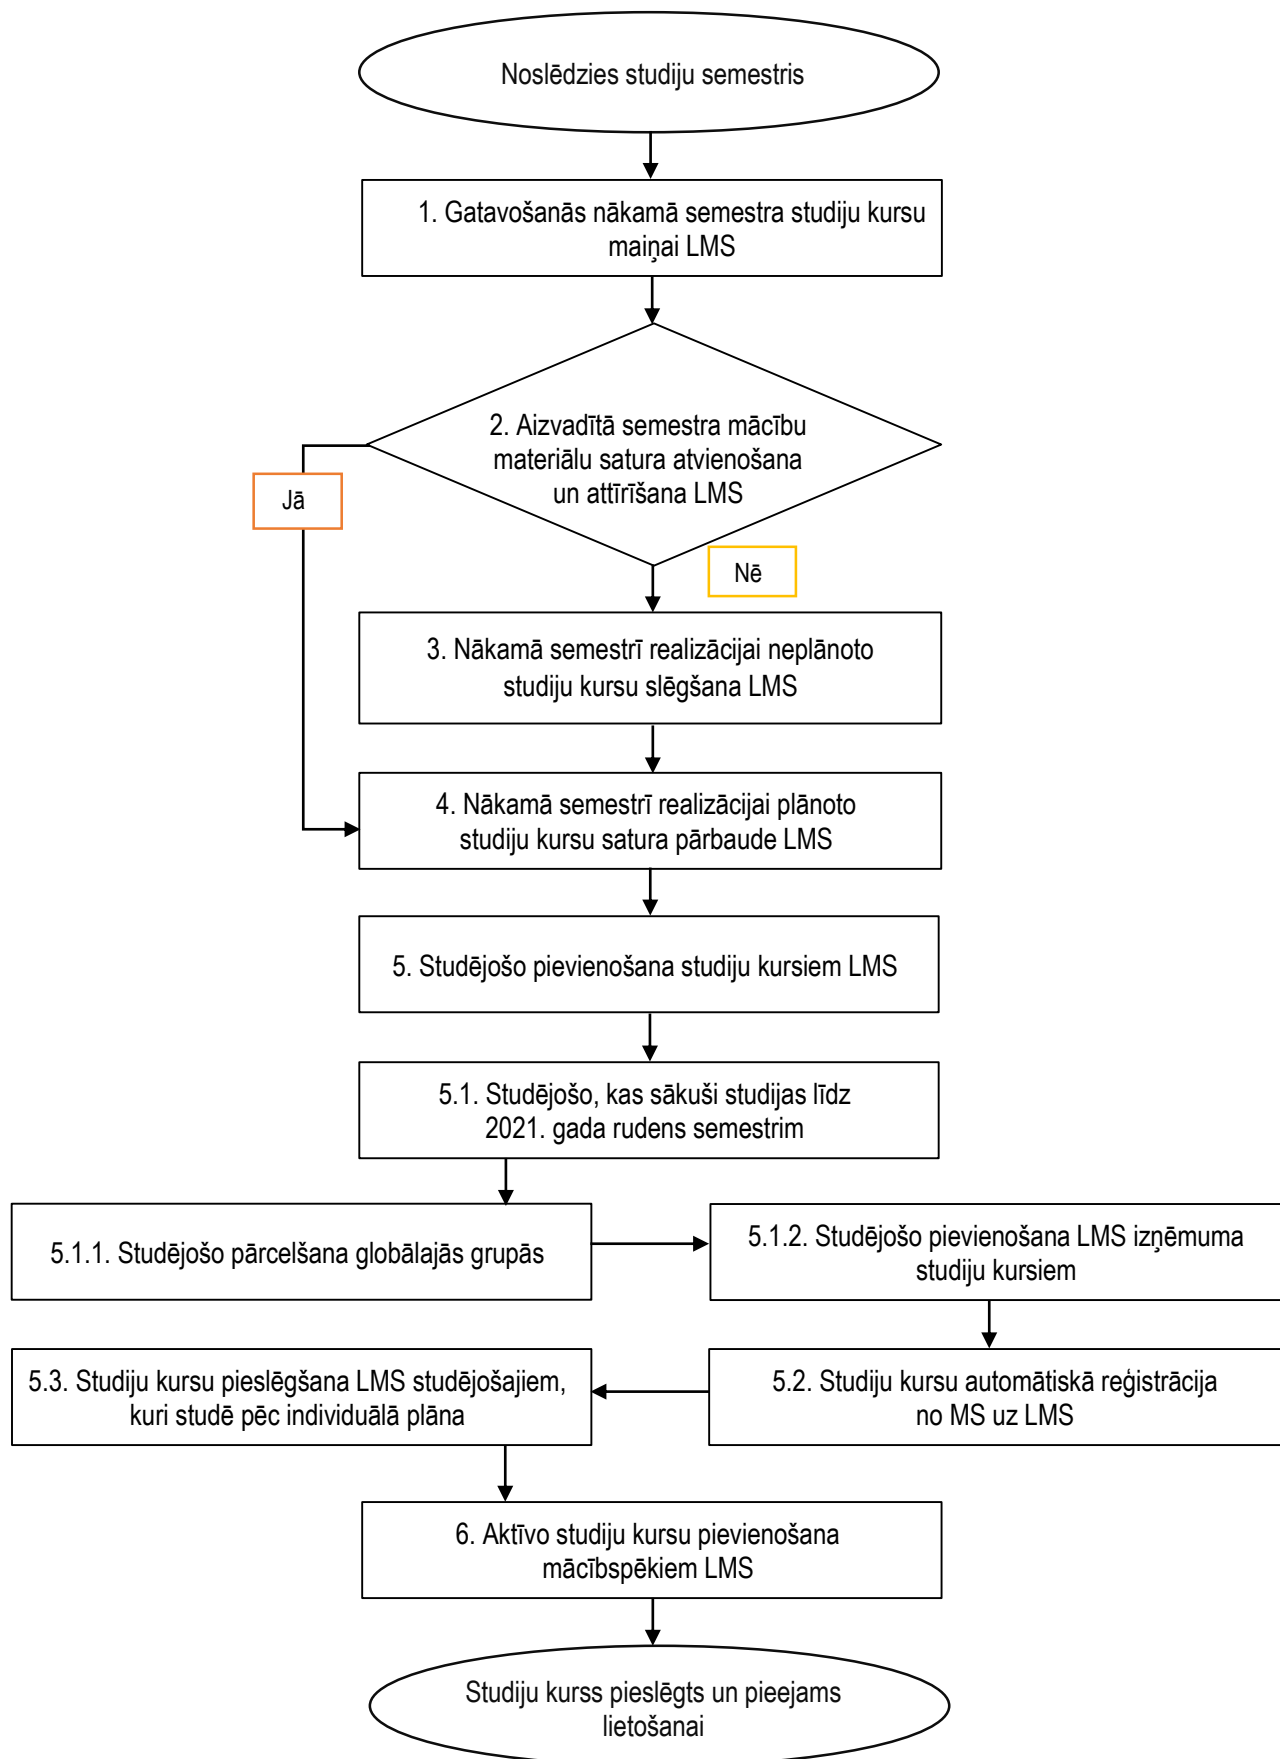 Noslēdzies studiju semestris
1. Gatavošanās nākamā semestra studiju kursu
maiņai LMS
2. Aizvadītā semestra mācību
materiālu satura atvienošana
un attīrīšana LMS
Jā
Nē
3. Nākamā semestrī realizācijai neplānoto
studiju kursu slēgšana LMS
4. Nākamā semestrī realizācijai plānoto
studiju kursu satura pārbaude LMS
5. Studējošo pievienošana studiju kursiem LMS
5.1. Studējošo, kas sākuši studijas līdz
2021. gada rudens semestrim
5.1.1. Studējošo pārcelšana globālajās grupās
5.1.2. Studējošo pievienošana LMS izņēmuma
studiju kursiem
5.3. Studiju kursu pieslēgšana LMS studējošajiem,
kuri studē pēc individuālā plāna
5.2. Studiju kursu automātiskā reģistrācija
no MS uz LMS
6. Aktīvo studiju kursu pievienošana
mācībspēkiem LMS
Studiju kurss pieslēgts un pieejams
lietošanai